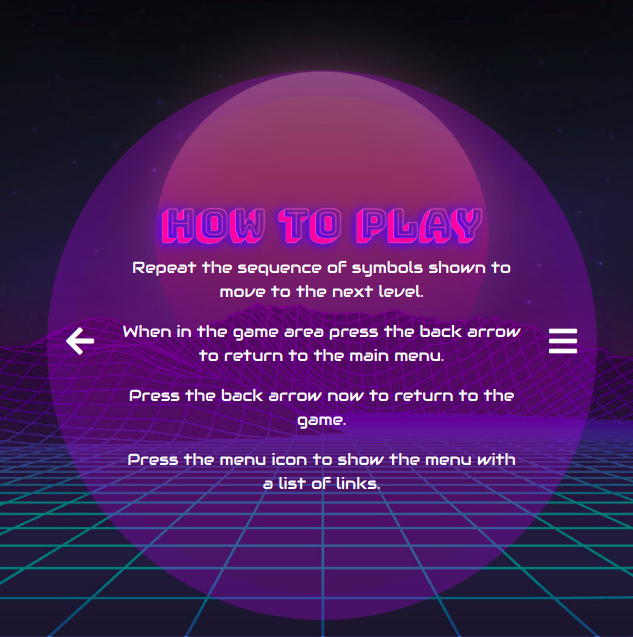 HOW TO PLAY
Repeat the sequence of symbols shown to
move to the next level.
When in the game area press the back arrow
to return to the main menu.
Press the back arrow now to return to the
game.
Press the menu icon to show the menu with
a list of links.